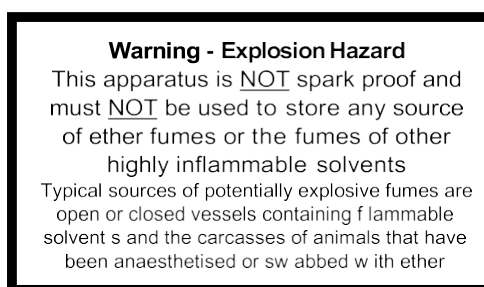 Warning - Explosion Hazard
This apparatus is NOT spark proof and
must NOT be used to store any source
of ether fumes or the fumes of other
highly inflammable solvents
Typical sources of potentially explosive fumes are
open or closed vessels containing f lammable
solvent s and the carcasses of animals that have
been anaesthetised or sw abbed w ith ether